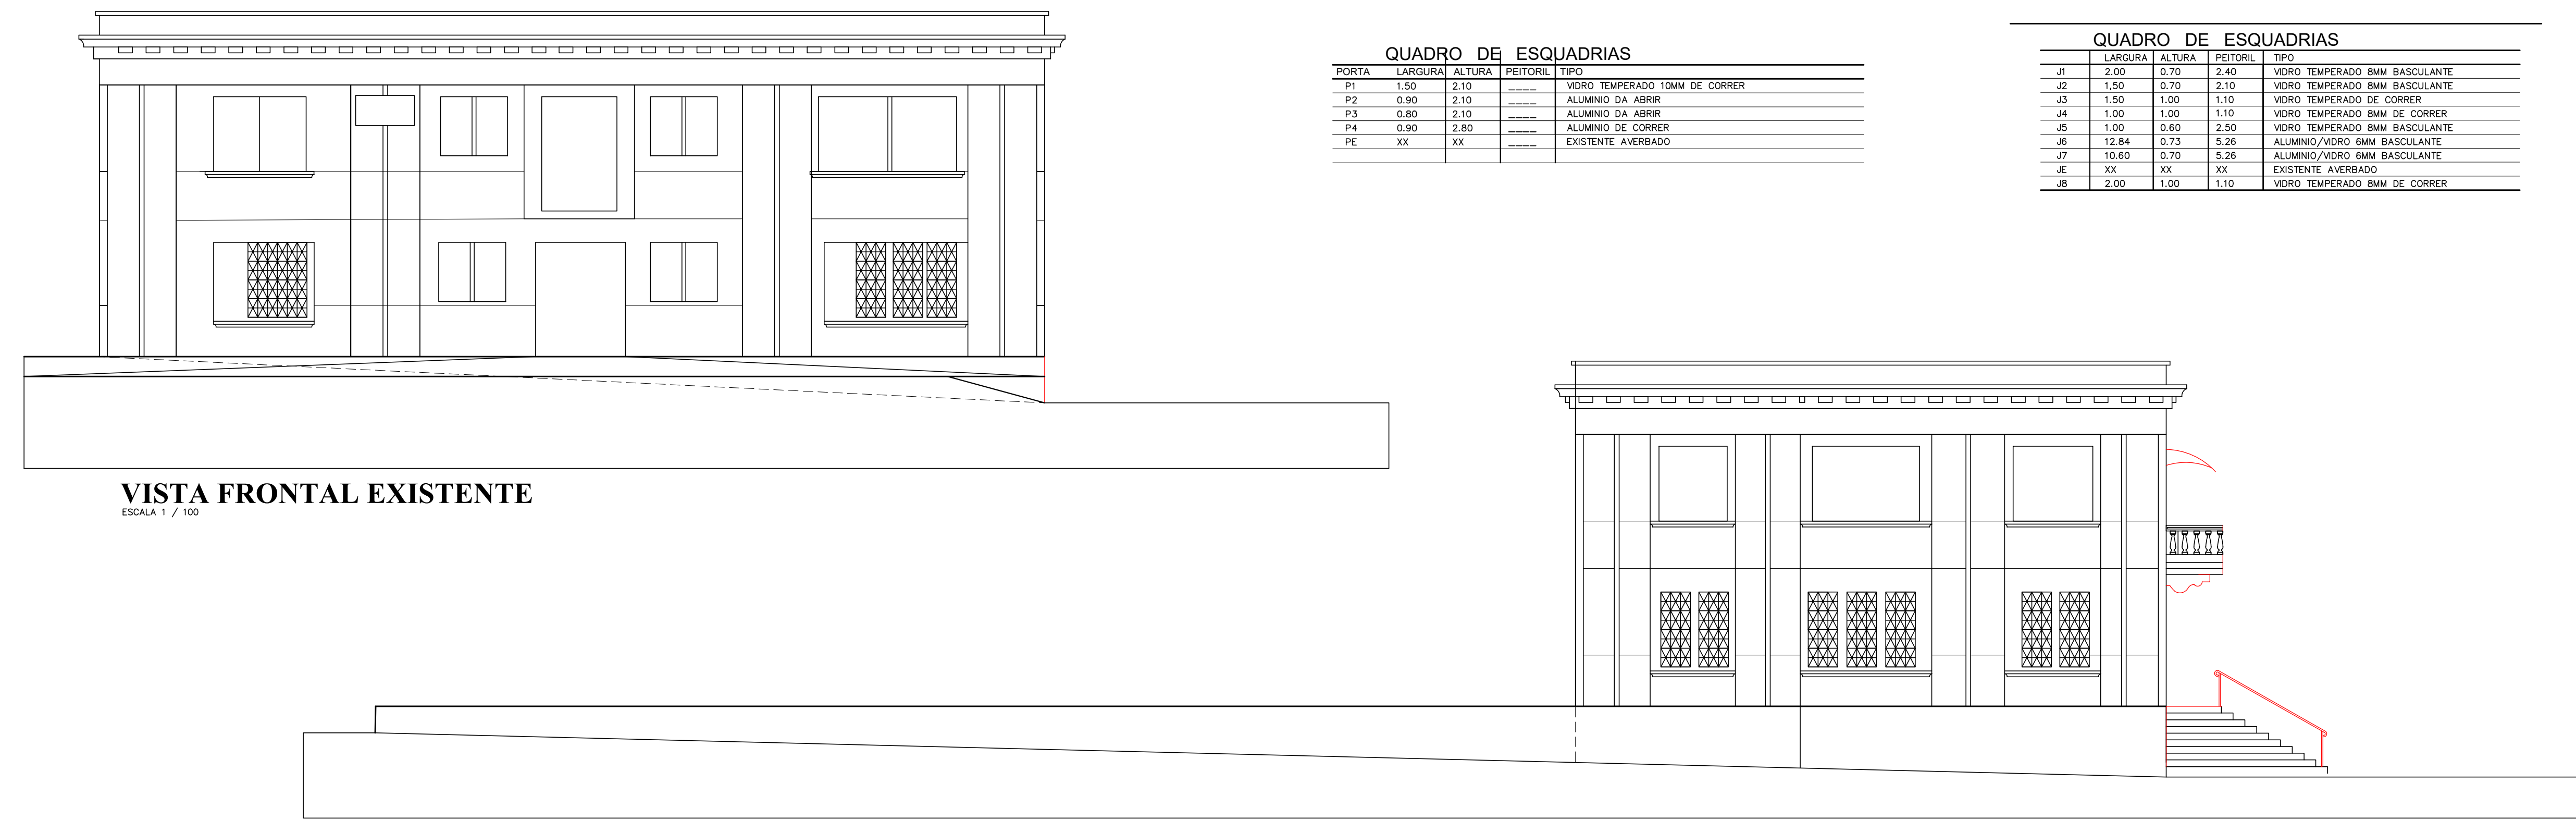 QUADRO DE ESQUADRIAS
PORTA LARGURA ALTURA PEITORIL TIPO
P1 1.50 2.10 ____ VIDRO TEMPERADO 10MM DE CORRER
P2 0.90 2.10 ____ ALUMINIO DA ABRIR
P3 0.80 2.10 ____ ALUMINIO DA ABRIR
P4 0.90 2.80 ____ ALUMINIO DE CORRER
PE XX XX ____ EXISTENTE AVERBADO
QUADRO DE ESQUADRIAS
LARGURA ALTURA PEITORIL TIPO
J1 2.00 0.70 2.40 VIDRO TEMPERADO 8MM BASCULANTE
J2 1,50 0.70 2.10 VIDRO TEMPERADO 8MM BASCULANTE
J3 1.50 1.00 1.10 VIDRO TEMPERADO DE CORRER
J4 1.00 1.00 1.10 VIDRO TEMPERADO 8MM DE CORRER
J5 1.00 0.60 2.50 VIDRO TEMPERADO 8MM BASCULANTE
J6 12.84 0.73 5.26 ALUMINIO/VIDRO 6MM BASCULANTE
J7 10.60 0.70 5.26 ALUMINIO/VIDRO 6MM BASCULANTE
JE XX XX XX EXISTENTE AVERBADO
J8 2.00 1.00 1.10 VIDRO TEMPERADO 8MM DE CORRER
VISTA FRONTAL EXISTENTE
ESCALA 1 / 100